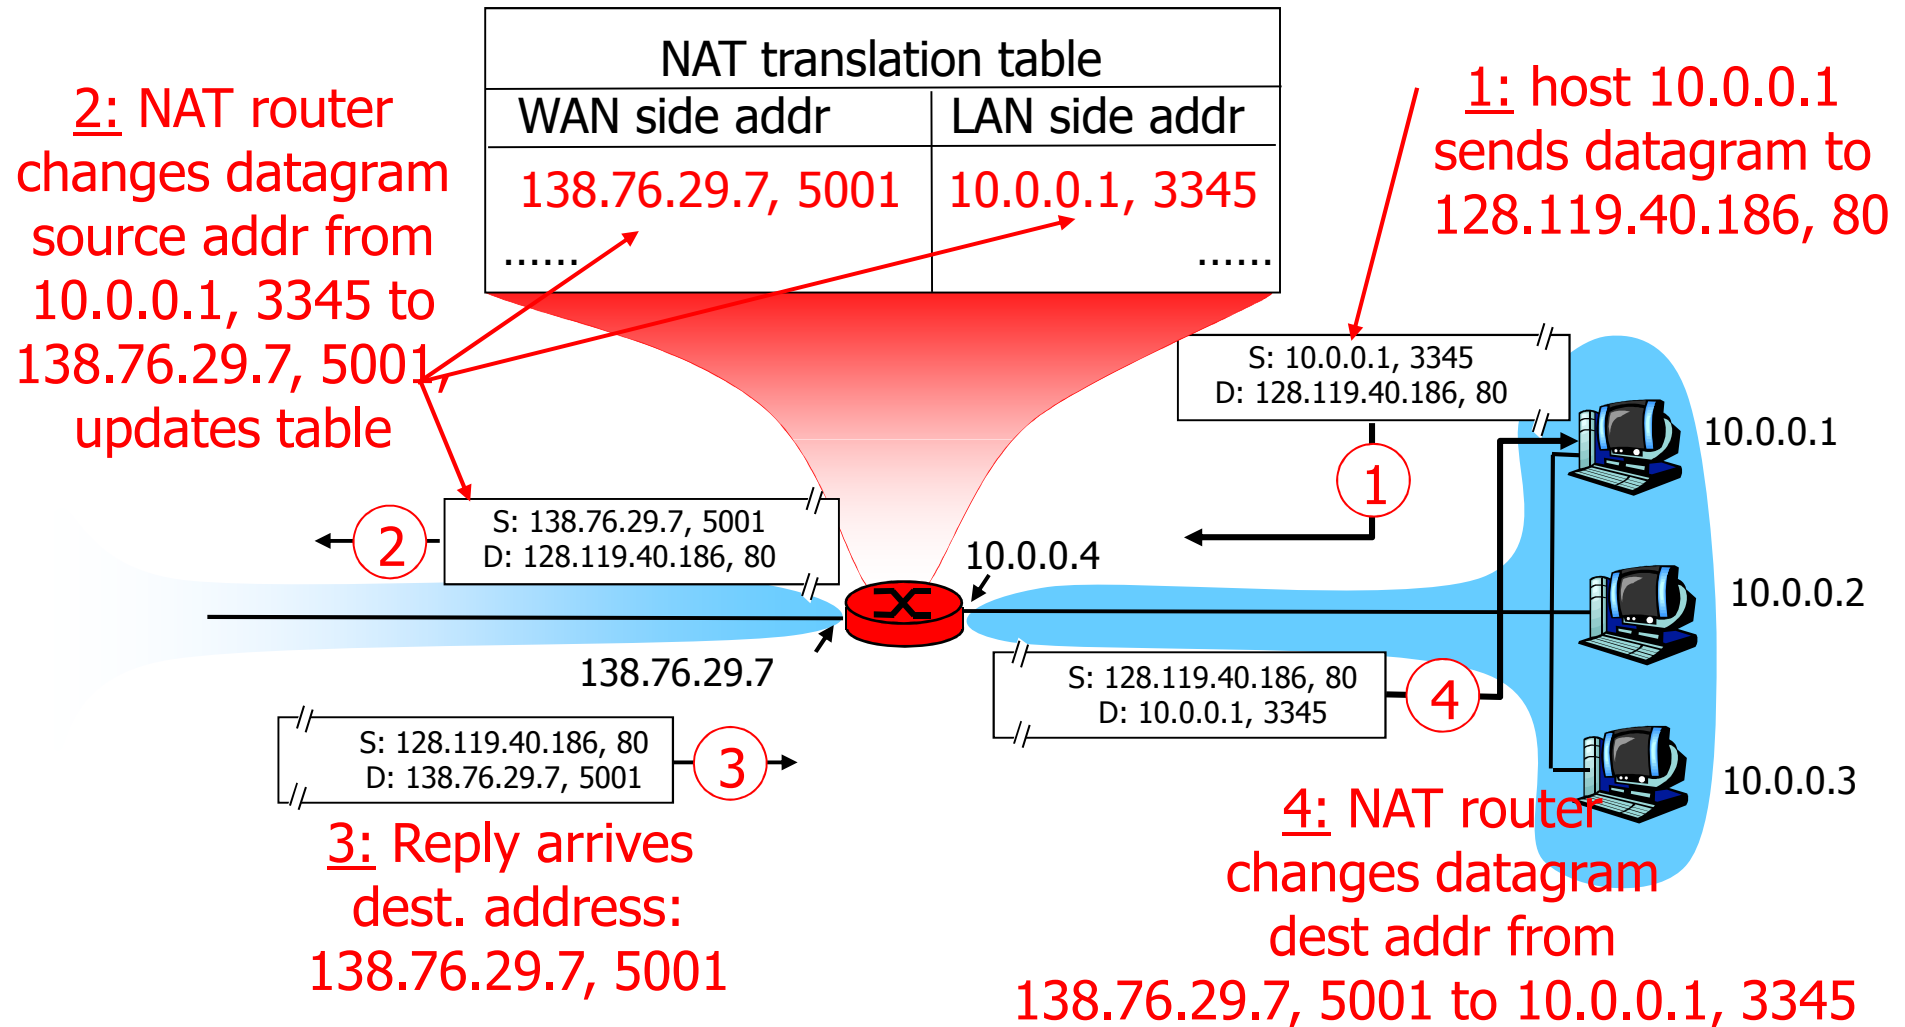 NAT translation table
WAN side addr LAN side addr
138.76.29.7, 5001 10.0.0.1, 3345
...... ......
2: NAT router
changes datagram
source addr from
10.0.0.1, 3345 to
138.76.29.7, 5001,
updates table
1: host 10.0.0.1
sends datagram to
128.119.40.186, 80
S: 10.0.0.1, 3345
D: 128.119.40.186, 80
1
10.0.0.1
S: 138.76.29.7, 5001
D: 128.119.40.186, 80
2
10.0.0.4
10.0.0.2
138.76.29.7
S: 128.119.40.186, 80
D: 10.0.0.1, 3345
4
S: 128.119.40.186, 80
D: 138.76.29.7, 5001
3
10.0.0.3
3: Reply arrives
dest. address:
138.76.29.7, 5001
4: NAT router
changes datagram
dest addr from
138.76.29.7, 5001 to 10.0.0.1, 3345